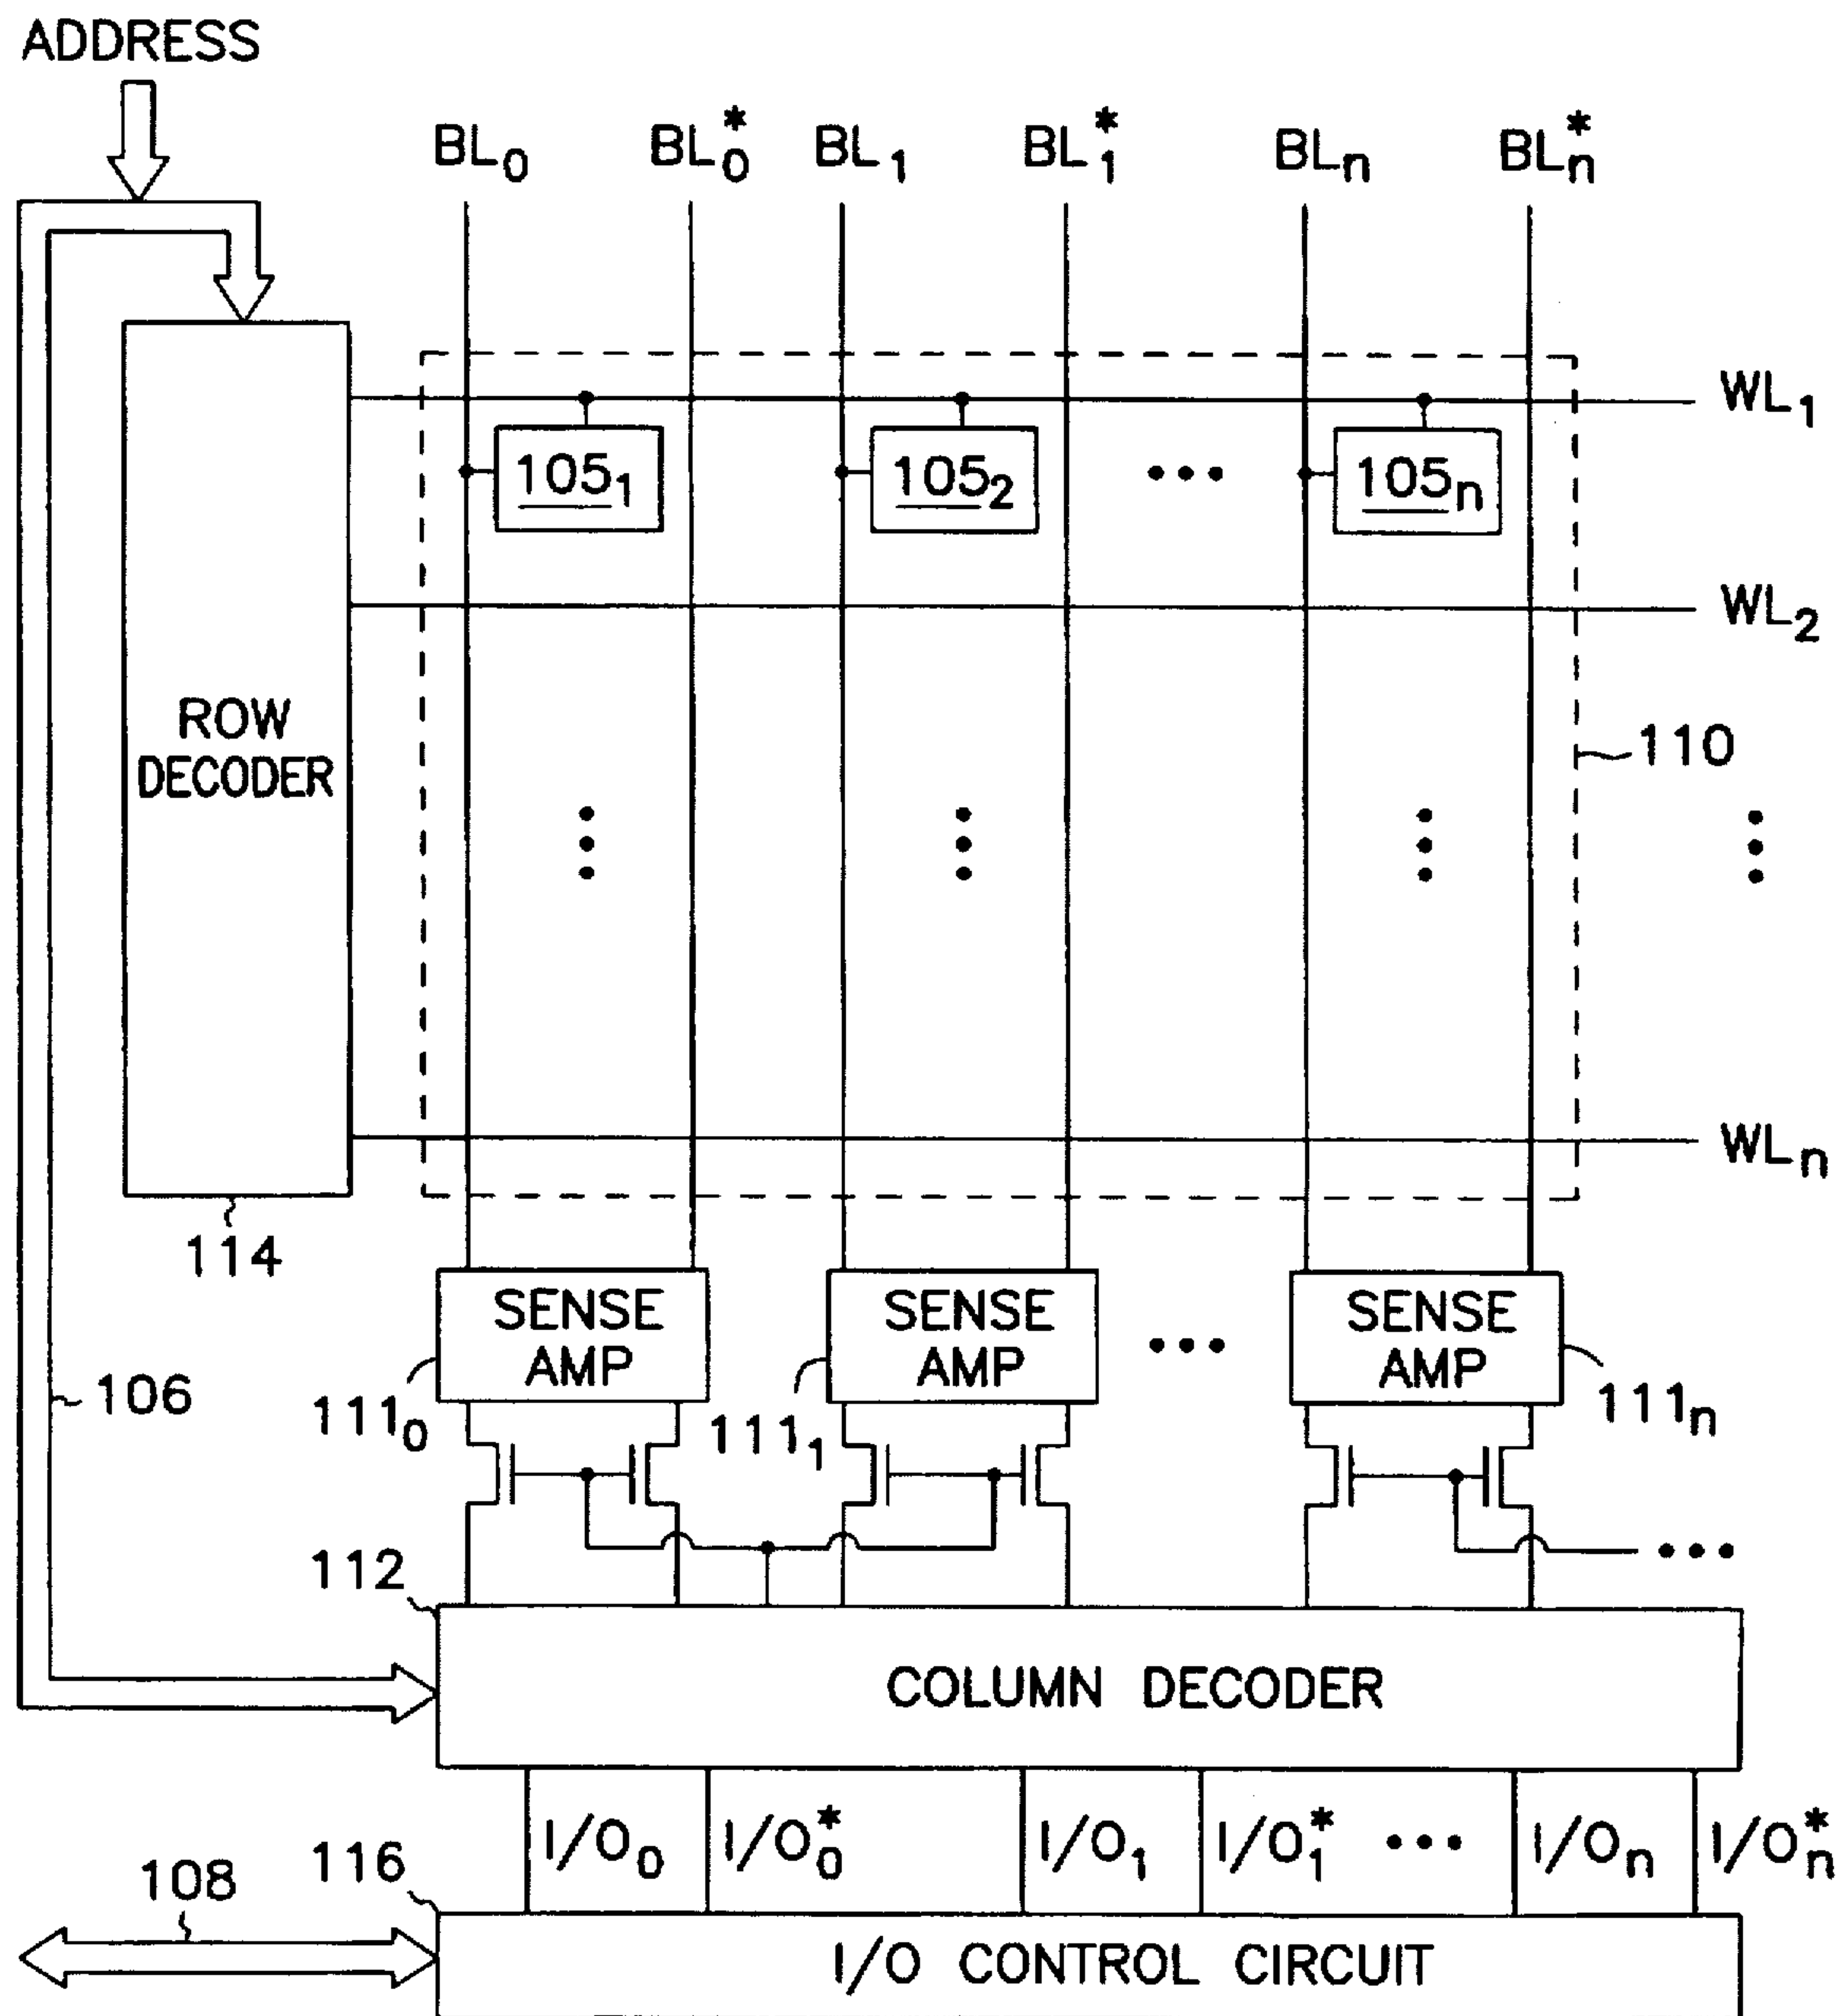 ADDRESS
BL₀ BL₀* BL₁ BL₁* BLₙ BLₙ*
WL₁
105₁ 105₂ ••• 105ₙ
WL₂
ROW
DECODER
110
WLₙ
114
SENSE
AMP
SENSE
AMP
•••
SENSE
AMP
106
111₀
111₁
111ₙ
•••
112
COLUMN DECODER
I/O₀ I/O₀* I/O₁ I/O₁* ••• I/Oₙ I/Oₙ*
116
108
I/O CONTROL CIRCUIT